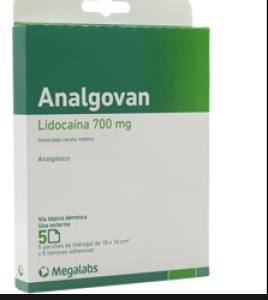 Analgovan
Lidocaína 700 mg
Venta bajo receta médica
Analgésico
Vía tópica dérmica
Uso externo
5
5 parches de hidrogel de 10 x 14 cm²
y 5 láminas adhesivas
Megalabs